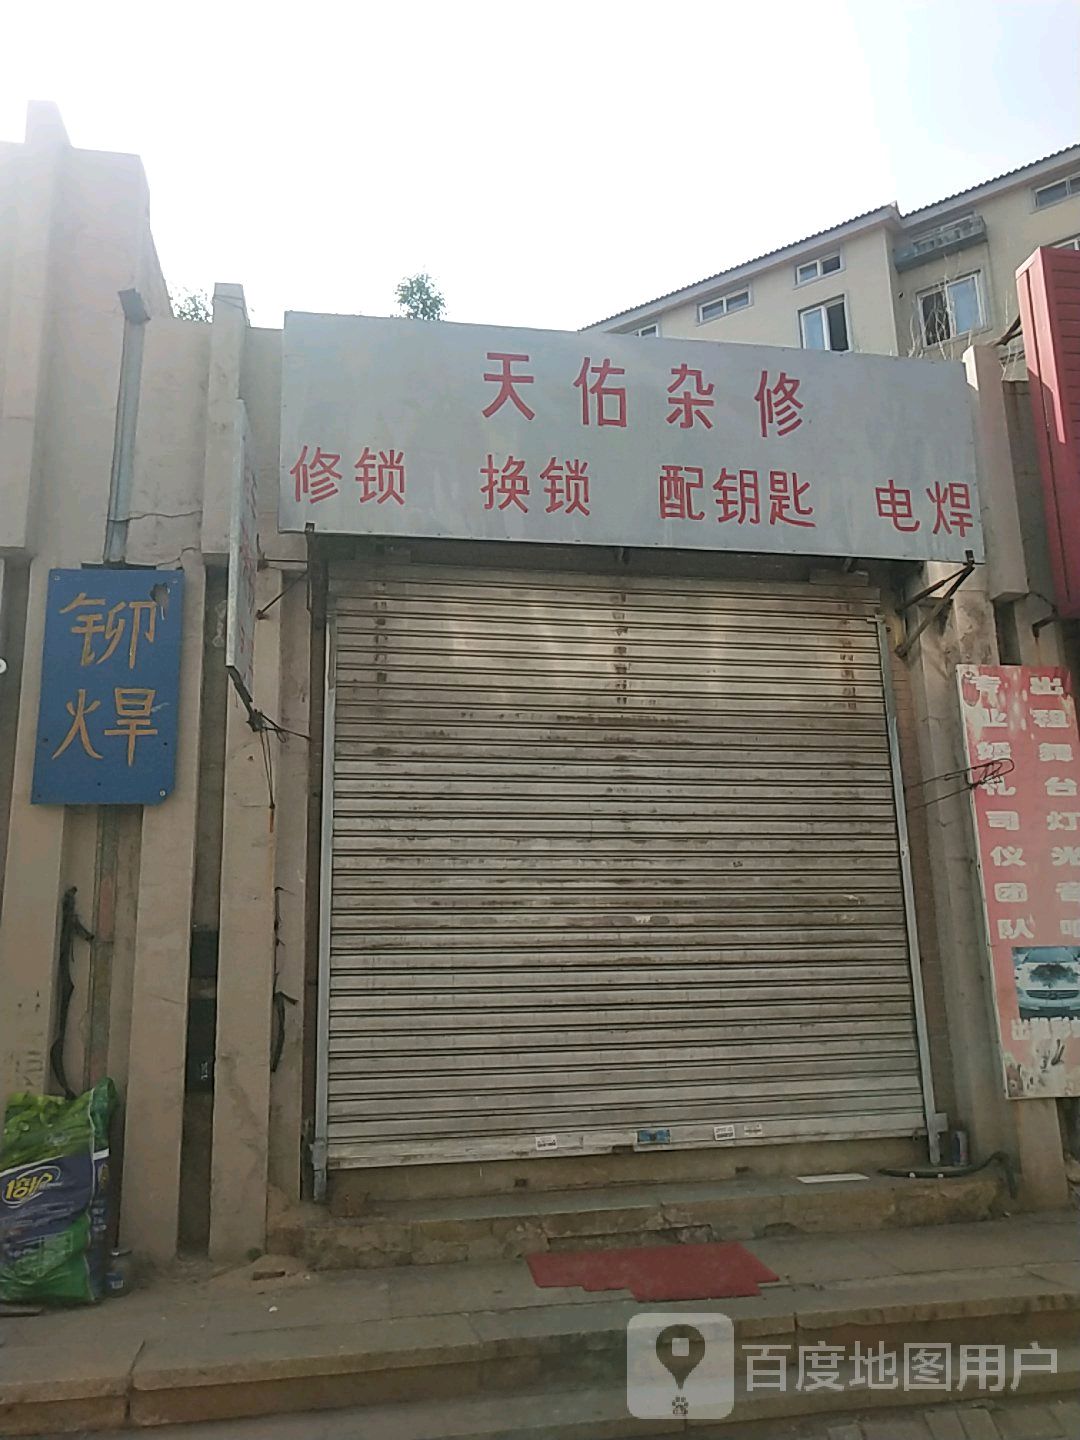 天佑杂修
修锁 换锁 配钥匙 电焊
铆
焊
专业婚礼司仪团队
出租舞台灯光音响
百度地图用户